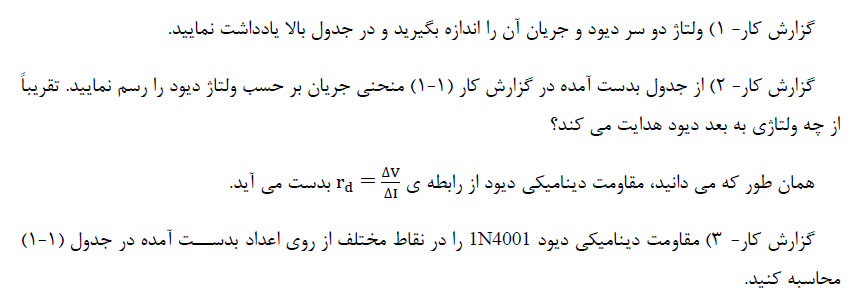 گزارش کار- ۱) ولتاژ دو سر دیود و جریان آن را اندازه بگیرید و در جدول بالا یادداشت نمایید.
گزارش کار- ۲) از جدول بدست آمده در گزارش کار (۱-۱) منحنی جریان بر حسب ولتاژ دیود را رسم نمایید. تقریباً
از چه ولتاژی به بعد دیود هدایت می کند؟
همان طور که می دانید، مقاومت دینامیکی دیود از رابطه ی r_d = ΔV/ΔI بدست می آید.
گزارش کار- ۳) مقاومت دینامیکی دیود 1N4001 را در نقاط مختلف از روی اعداد بدست آمده در جدول (۱-۱)
محاسبه کنید.